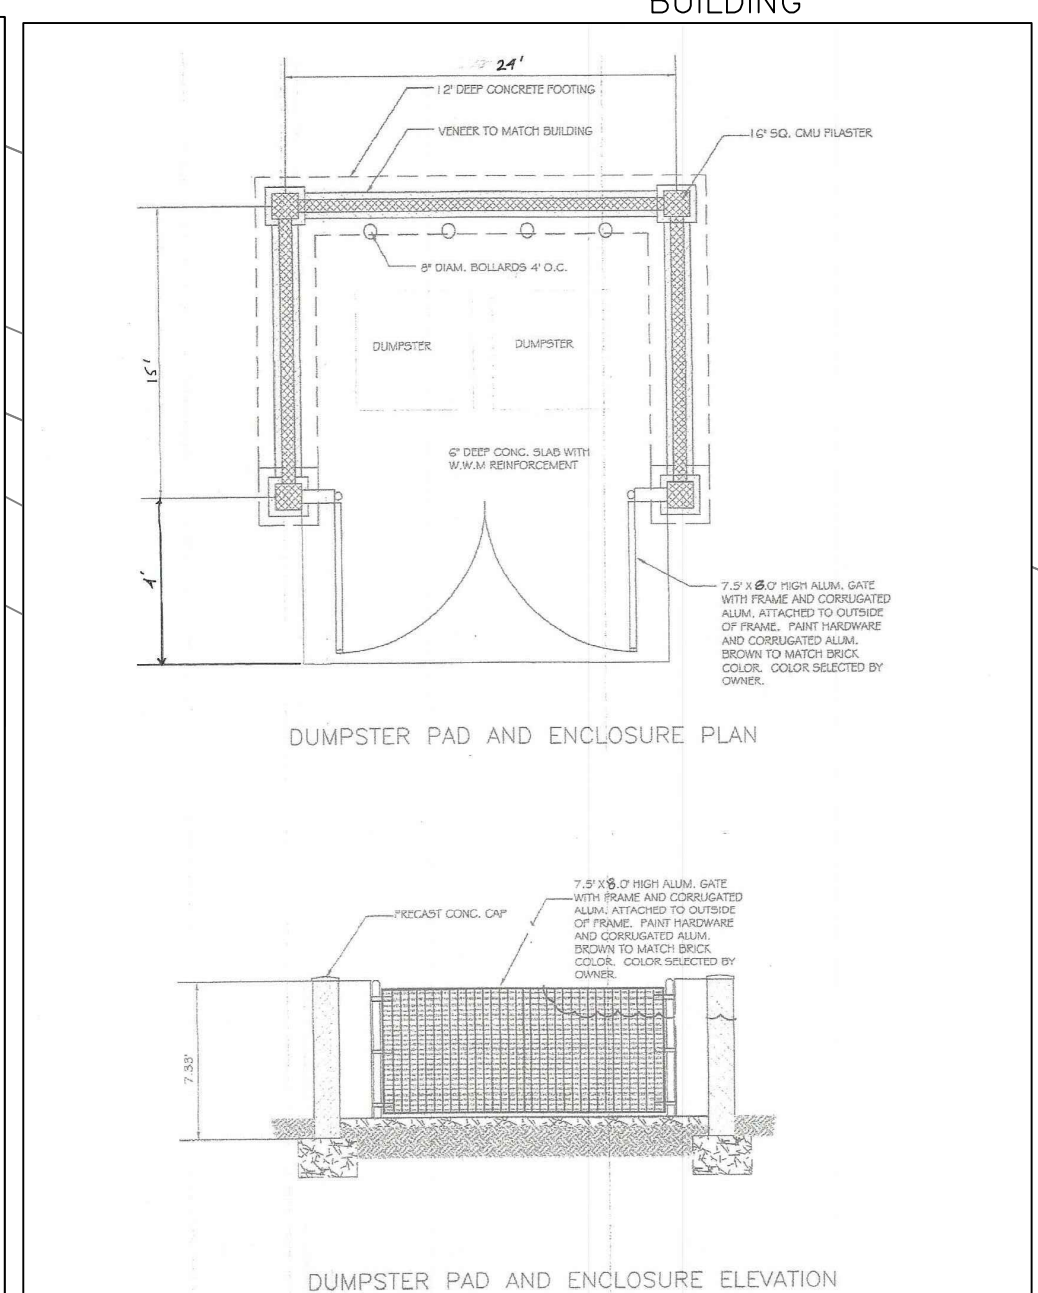 BUILDING
24'
12" DEEP CONCRETE FOOTING
VENEER TO MATCH BUILDING
16" SQ. CMU PILASTER
8" DIAM. BOLLARDS 4' O.C.
15'
DUMPSTER
DUMPSTER
6" DEEP CONC. SLAB WITH
W.W.M REINFORCEMENT
4'
7.5' X 8.0' HIGH ALUM. GATE
WITH FRAME AND CORRUGATED
ALUM. ATTACHED TO OUTSIDE
OF FRAME. PAINT HARDWARE
AND CORRUGATED ALUM.
BROWN TO MATCH BRICK
COLOR. COLOR SELECTED BY
OWNER.
DUMPSTER PAD AND ENCLOSURE PLAN
7.5' X 8.0' HIGH ALUM. GATE
WITH FRAME AND CORRUGATED
ALUM. ATTACHED TO OUTSIDE
OF FRAME. PAINT HARDWARE
AND CORRUGATED ALUM.
BROWN TO MATCH BRICK
COLOR. COLOR SELECTED BY
OWNER.
PRECAST CONC. CAP
7.33'
DUMPSTER PAD AND ENCLOSURE ELEVATION